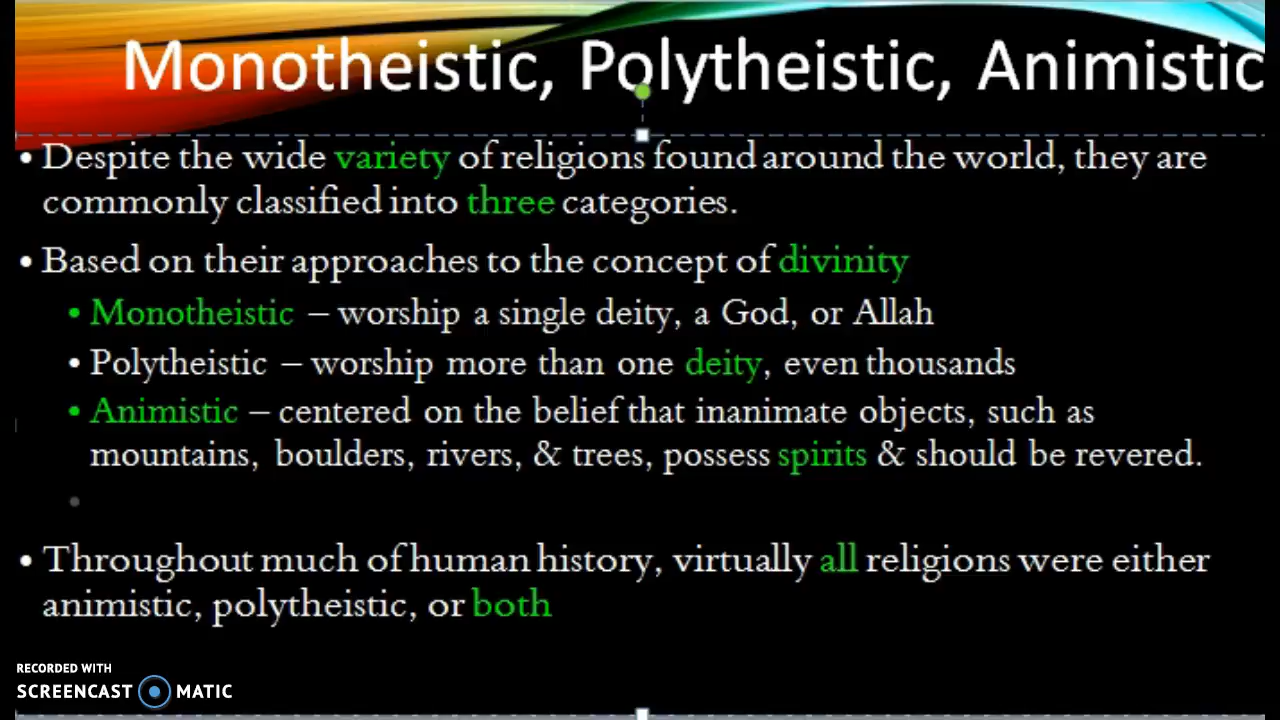 Monotheistic, Polytheistic, Animistic
• Despite the wide variety of religions found around the world, they are
commonly classified into three categories.
• Based on their approaches to the concept of divinity
• Monotheistic – worship a single deity, a God, or Allah
• Polytheistic – worship more than one deity, even thousands
• Animistic – centered on the belief that inanimate objects, such as
mountains, boulders, rivers, & trees, possess spirits & should be revered.
•
• Throughout much of human history, virtually all religions were either
animistic, polytheistic, or both
RECORDED WITH
SCREENCAST MATIC